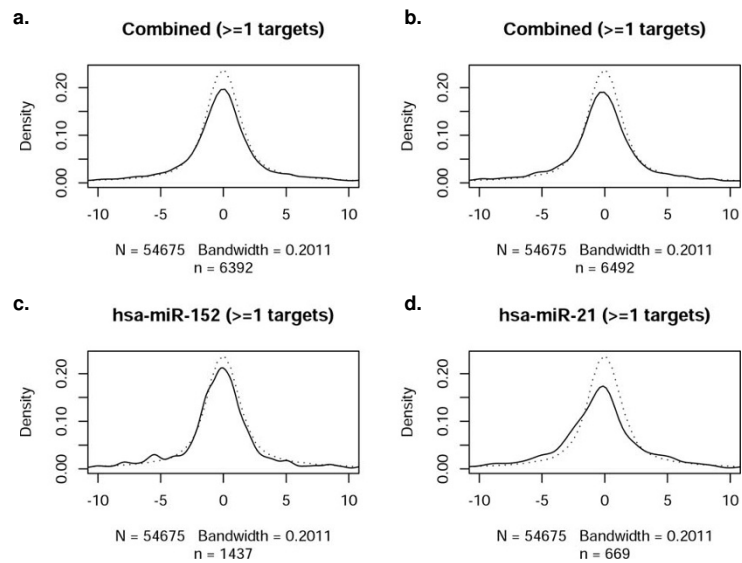 a.
Combined (>=1 targets)
Density
0.00 0.10 0.20
-10 -5 0 5 10
N = 54675 Bandwidth = 0.2011
n = 6392
b.
Combined (>=1 targets)
Density
0.00 0.10 0.20
-10 -5 0 5 10
N = 54675 Bandwidth = 0.2011
n = 6492
c.
hsa-miR-152 (>=1 targets)
Density
0.00 0.10 0.20
-10 -5 0 5 10
N = 54675 Bandwidth = 0.2011
n = 1437
d.
hsa-miR-21 (>=1 targets)
Density
0.00 0.10 0.20
-10 -5 0 5 10
N = 54675 Bandwidth = 0.2011
n = 669